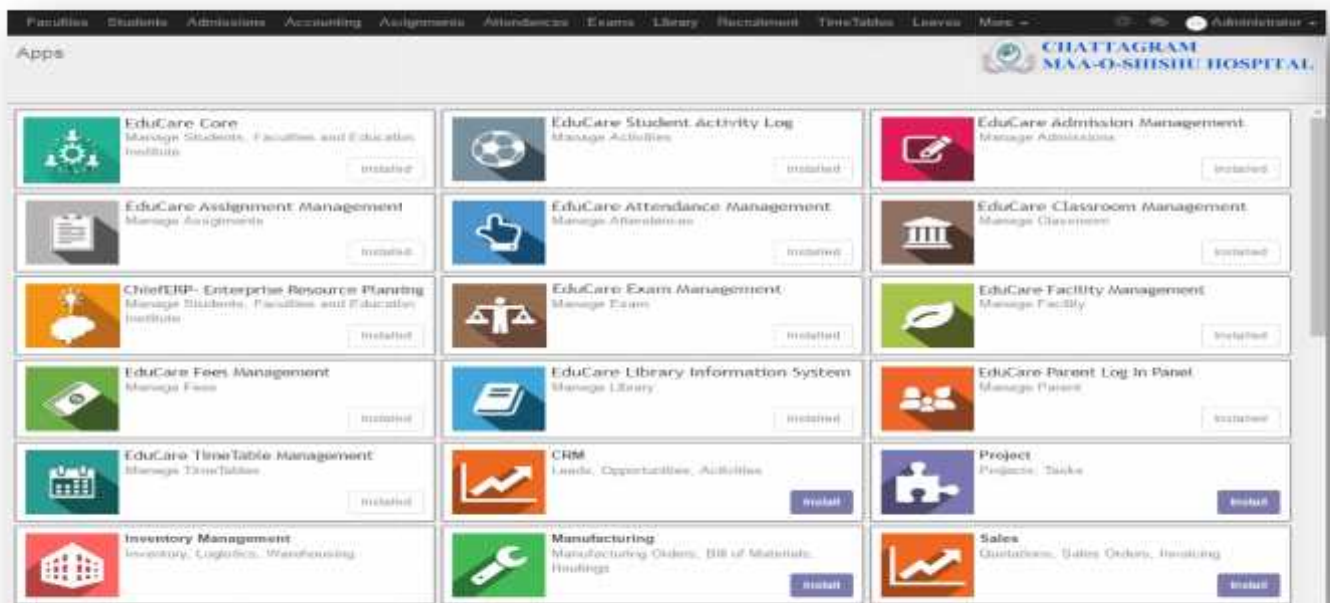 Faculties Students Admissions Accounting Assignments Attendances Exams Library Recruitment TimeTables Leaves More Administrator
Apps
CHATTAGRAM
MAA-O-SHISHU HOSPITAL
EduCare Core
Manage Students, Faculties and Education
Institute
Installed
EduCare Student Activity Log
Manage Activities
Installed
EduCare Admission Management
Manage Admissions
Installed
EduCare Assignment Management
Manage Assignments
Installed
EduCare Attendance Management
Manage Attendances
Installed
EduCare Classroom Management
Manage Classroom
Installed
ChiefERP- Enterprise Resource Planning
Manage Students, Faculties and Education
Institute
Installed
EduCare Exam Management
Manage Exam
Installed
EduCare Facility Management
Manage Facility
Installed
EduCare Fees Management
Manage Fees
Installed
EduCare Library Information System
Manage Library
Installed
EduCare Parent Log In Panel
Manage Parent
Installed
EduCare TimeTable Management
Manage TimeTables
Installed
CRM
Leads, Opportunities, Activities
Install
Project
Projects, Tasks
Install
Inventory Management
Inventory, Logistics, Warehousing
Manufacturing
Manufacturing Orders, Bill of Materials,
Routings
Install
Sales
Quotations, Sales Orders, Invoicing
Install